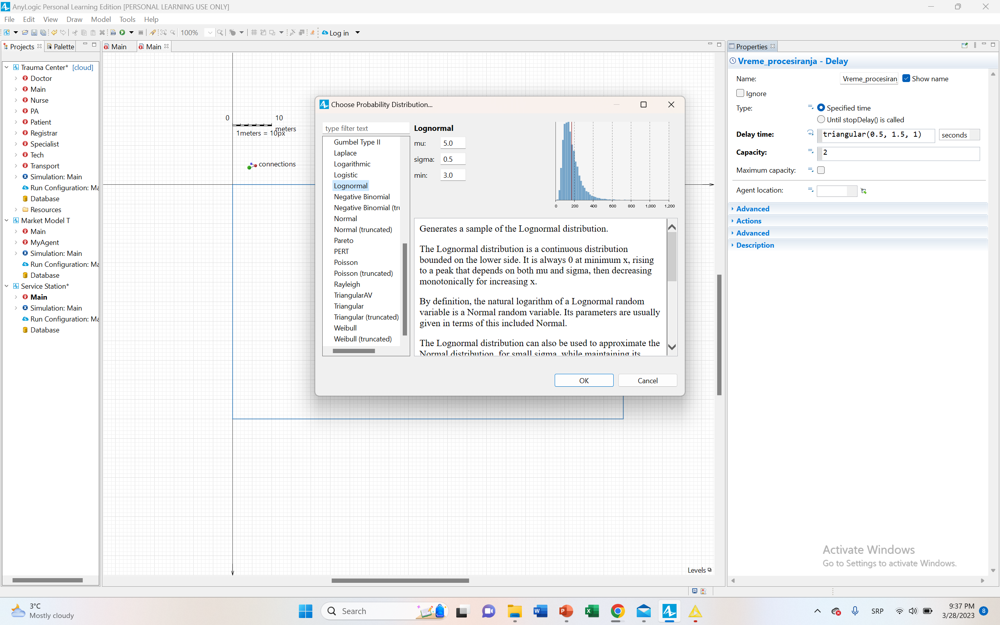 AnyLogic Personal Learning Edition [PERSONAL LEARNING USE ONLY]
File Edit View Draw Model Tools Help
100% Log in
Projects Palette
Trauma Center* [cloud]
Doctor
Main
Nurse
PA
Patient
Registrar
Specialist
Tech
Transport
Simulation: Main
Run Configuration: Ma
Database
Resources
Market Model T
Main
MyAgent
Simulation: Main
Run Configuration: Ma
Database
Service Station*
Main
Simulation: Main
Run Configuration: Ma
Database
Main Main
0 10
meters
1meters = 10px
connections
Levels
Choose Probability Distribution...
type filter text
Gumbel Type II
Laplace
Logarithmic
Logistic
Lognormal
Negative Binomial
Negative Binomial (tru
Normal
Normal (truncated)
Pareto
PERT
Poisson
Poisson (truncated)
Rayleigh
TriangularAV
Triangular
Triangular (truncated)
Weibull
Weibull (truncated)
Lognormal
mu: 5.0
sigma: 0.5
min: 3.0
0 200 400 600 800 1,000 1,200
Generates a sample of the Lognormal distribution.
The Lognormal distribution is a continuous distribution
bounded on the lower side. It is always 0 at minimum x, rising
to a peak that depends on both mu and sigma, then decreasing
monotonically for increasing x.
By definition, the natural logarithm of a Lognormal random
variable is a Normal random variable. Its parameters are usually
given in terms of this included Normal.
The Lognormal distribution can also be used to approximate the
Normal distribution, for small sigma, while maintaining its
OK Cancel
Properties
Vreme_procesiranja - Delay
Name: Vreme_procesiran Show name
Ignore
Type: Specified time
Until stopDelay() is called
Delay time: triangular(0.5, 1.5, 1) seconds
Capacity: 2
Maximum capacity:
Agent location:
Advanced
Actions
Advanced
Description
Activate Windows
Go to Settings to activate Windows.
3°C
Mostly cloudy
Search
SRP
9:37 PM
3/28/2023
8